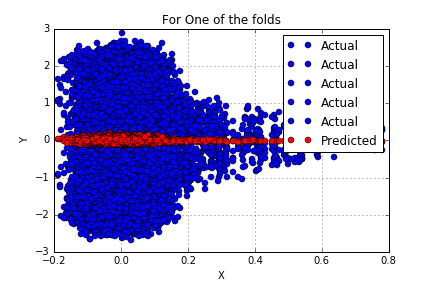 For One of the folds
3
2
1
0
−1
−2
−3
Y
Actual
Actual
Actual
Actual
Actual
Predicted
−0.2
0.0
0.2
0.4
0.6
0.8
X